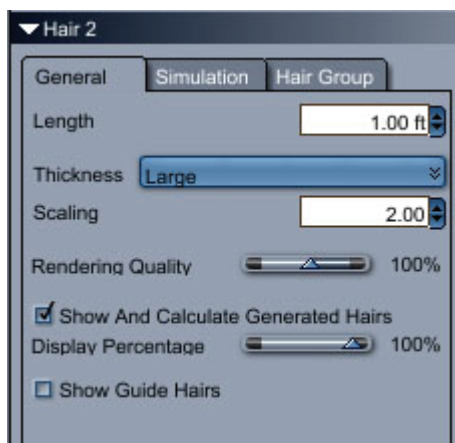 Hair 2
General Simulation Hair Group
Length 1.00 ft
Thickness Large
Scaling 2.00
Rendering Quality 100%
Show And Calculate Generated Hairs
Display Percentage 100%
Show Guide Hairs